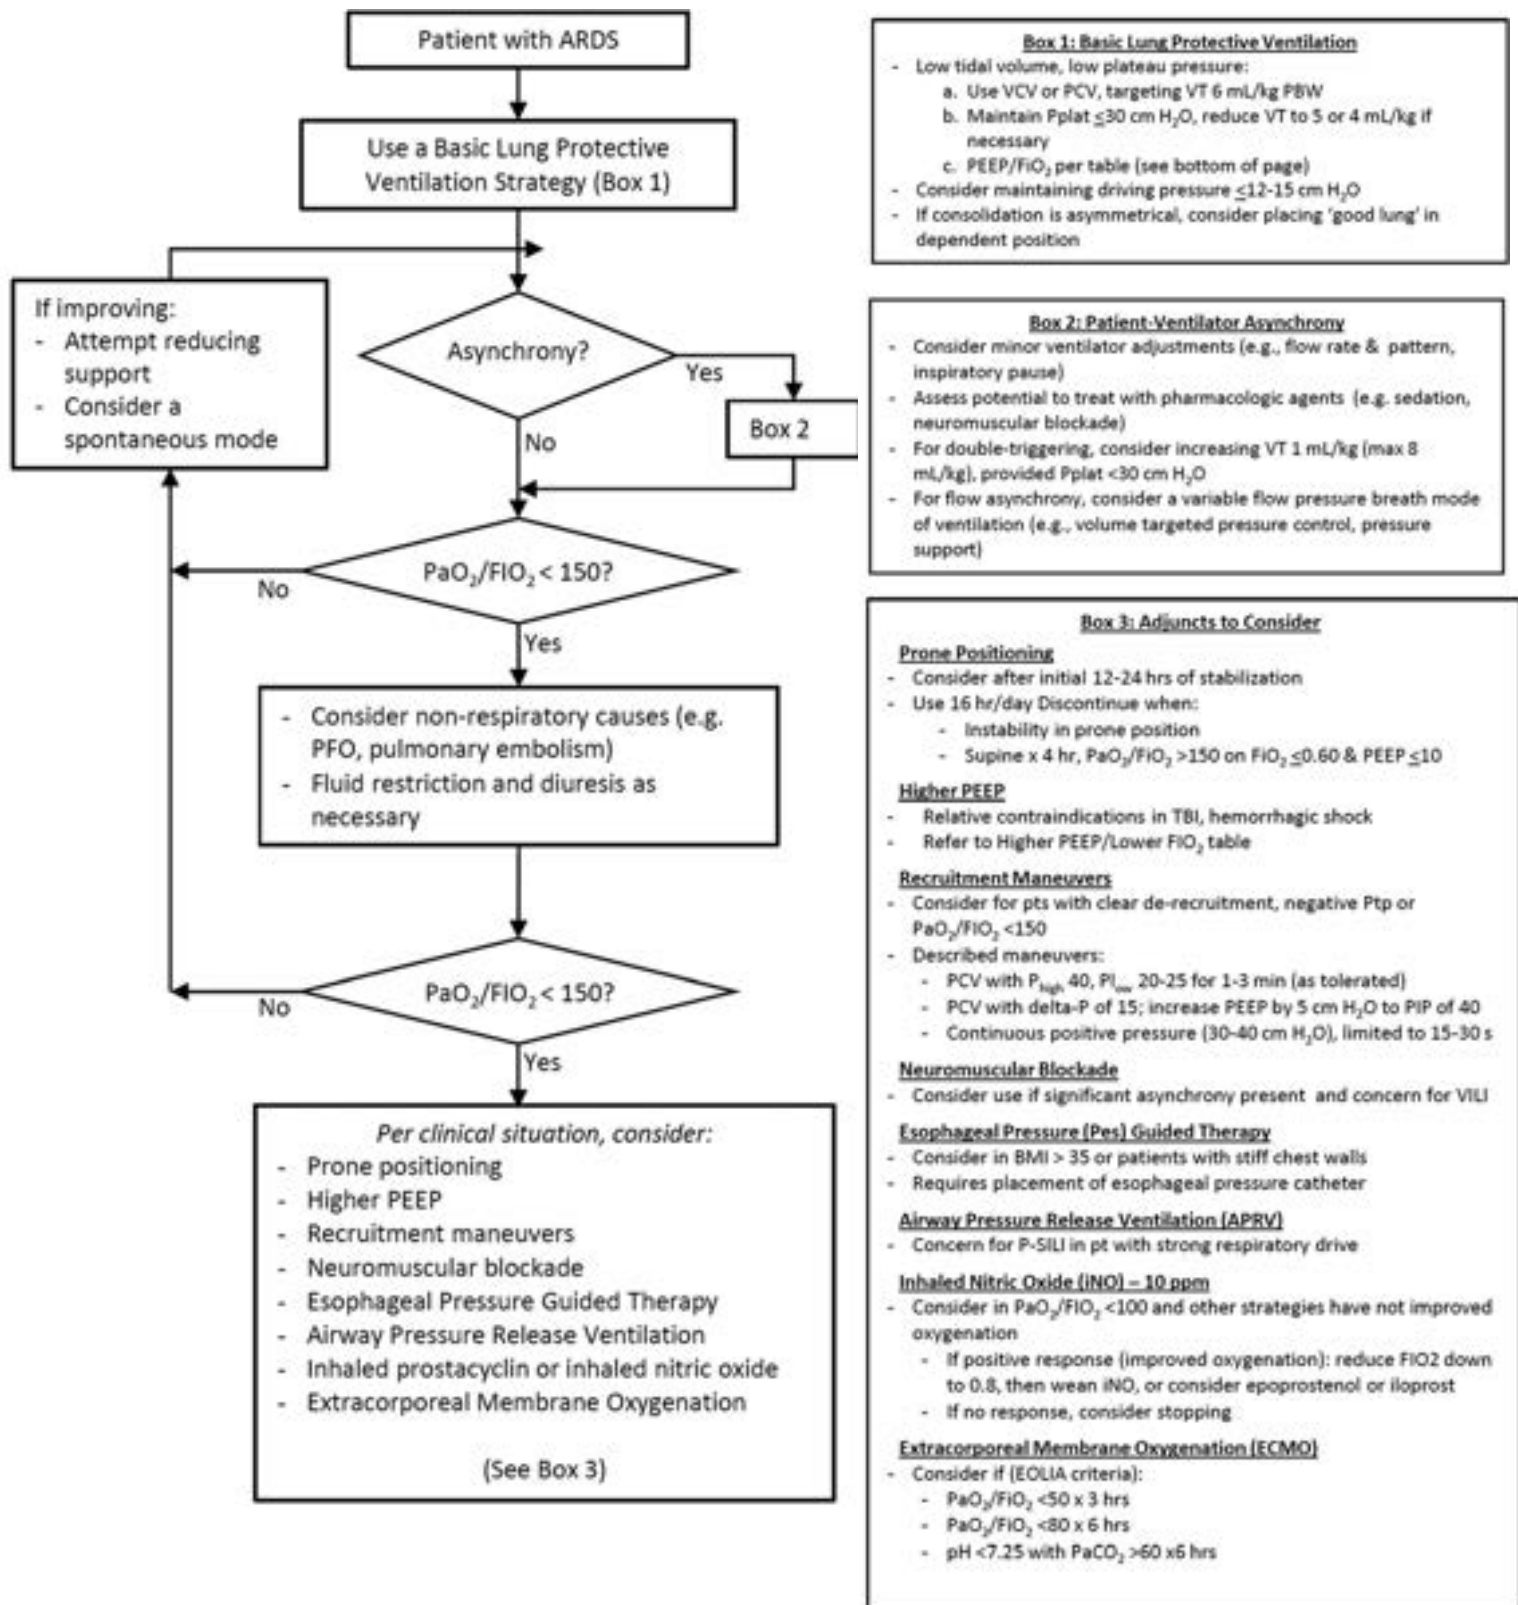 Patient with ARDS
Use a Basic Lung Protective
Ventilation Strategy (Box 1)
If improving:
- Attempt reducing
support
- Consider a
spontaneous mode
Asynchrony?
Yes
Box 2
No
PaO₂/FIO₂ < 150?
No
Yes
- Consider non-respiratory causes (e.g.
PFO, pulmonary embolism)
- Fluid restriction and diuresis as
necessary
PaO₂/FIO₂ < 150?
No
Yes
Per clinical situation, consider:
- Prone positioning
- Higher PEEP
- Recruitment maneuvers
- Neuromuscular blockade
- Esophageal Pressure Guided Therapy
- Airway Pressure Release Ventilation
- Inhaled prostacyclin or inhaled nitric oxide
- Extracorporeal Membrane Oxygenation
(See Box 3)
Box 1: Basic Lung Protective Ventilation
- Low tidal volume, low plateau pressure:
a. Use VCV or PCV, targeting VT 6 mL/kg PBW
b. Maintain Pplat ≤30 cm H₂O, reduce VT to 5 or 4 mL/kg if
necessary
c. PEEP/FiO₂ per table (see bottom of page)
- Consider maintaining driving pressure ≤12-15 cm H₂O
- If consolidation is asymmetrical, consider placing 'good lung' in
dependent position
Box 2: Patient-Ventilator Asynchrony
- Consider minor ventilator adjustments (e.g., flow rate & pattern,
inspiratory pause)
- Assess potential to treat with pharmacologic agents (e.g. sedation,
neuromuscular blockade)
- For double-triggering, consider increasing VT 1 mL/kg (max 8
mL/kg), provided Pplat <30 cm H₂O
- For flow asynchrony, consider a variable flow pressure breath mode
of ventilation (e.g., volume targeted pressure control, pressure
support)
Box 3: Adjuncts to Consider
Prone Positioning
- Consider after initial 12-24 hrs of stabilization
- Use 16 hr/day Discontinue when:
- Instability in prone position
- Supine x 4 hr, PaO₂/FiO₂ >150 on FiO₂ ≤0.60 & PEEP ≤10
Higher PEEP
- Relative contraindications in TBI, hemorrhagic shock
- Refer to Higher PEEP/Lower FIO₂ table
Recruitment Maneuvers
- Consider for pts with clear de-recruitment, negative Ptp or
PaO₂/FIO₂ <150
- Described maneuvers:
- PCV with Phigh 40, Plow 20-25 for 1-3 min (as tolerated)
- PCV with delta-P of 15; increase PEEP by 5 cm H₂O to PIP of 40
- Continuous positive pressure (30-40 cm H₂O), limited to 15-30 s
Neuromuscular Blockade
- Consider use if significant asynchrony present and concern for VILI
Esophageal Pressure (Pes) Guided Therapy
- Consider in BMI > 35 or patients with stiff chest walls
- Requires placement of esophageal pressure catheter
Airway Pressure Release Ventilation (APRV)
- Concern for P-SILI in pt with strong respiratory drive
Inhaled Nitric Oxide (iNO) – 10 ppm
- Consider in PaO₂/FIO₂ <100 and other strategies have not improved
oxygenation
- If positive response (improved oxygenation): reduce FIO2 down
to 0.8, then wean iNO, or consider epoprostenol or iloprost
- If no response, consider stopping
Extracorporeal Membrane Oxygenation (ECMO)
- Consider if (EOLIA criteria):
- PaO₂/FiO₂ <50 x 3 hrs
- PaO₂/FiO₂ <80 x 6 hrs
- pH <7.25 with PaCO₂ >60 x6 hrs